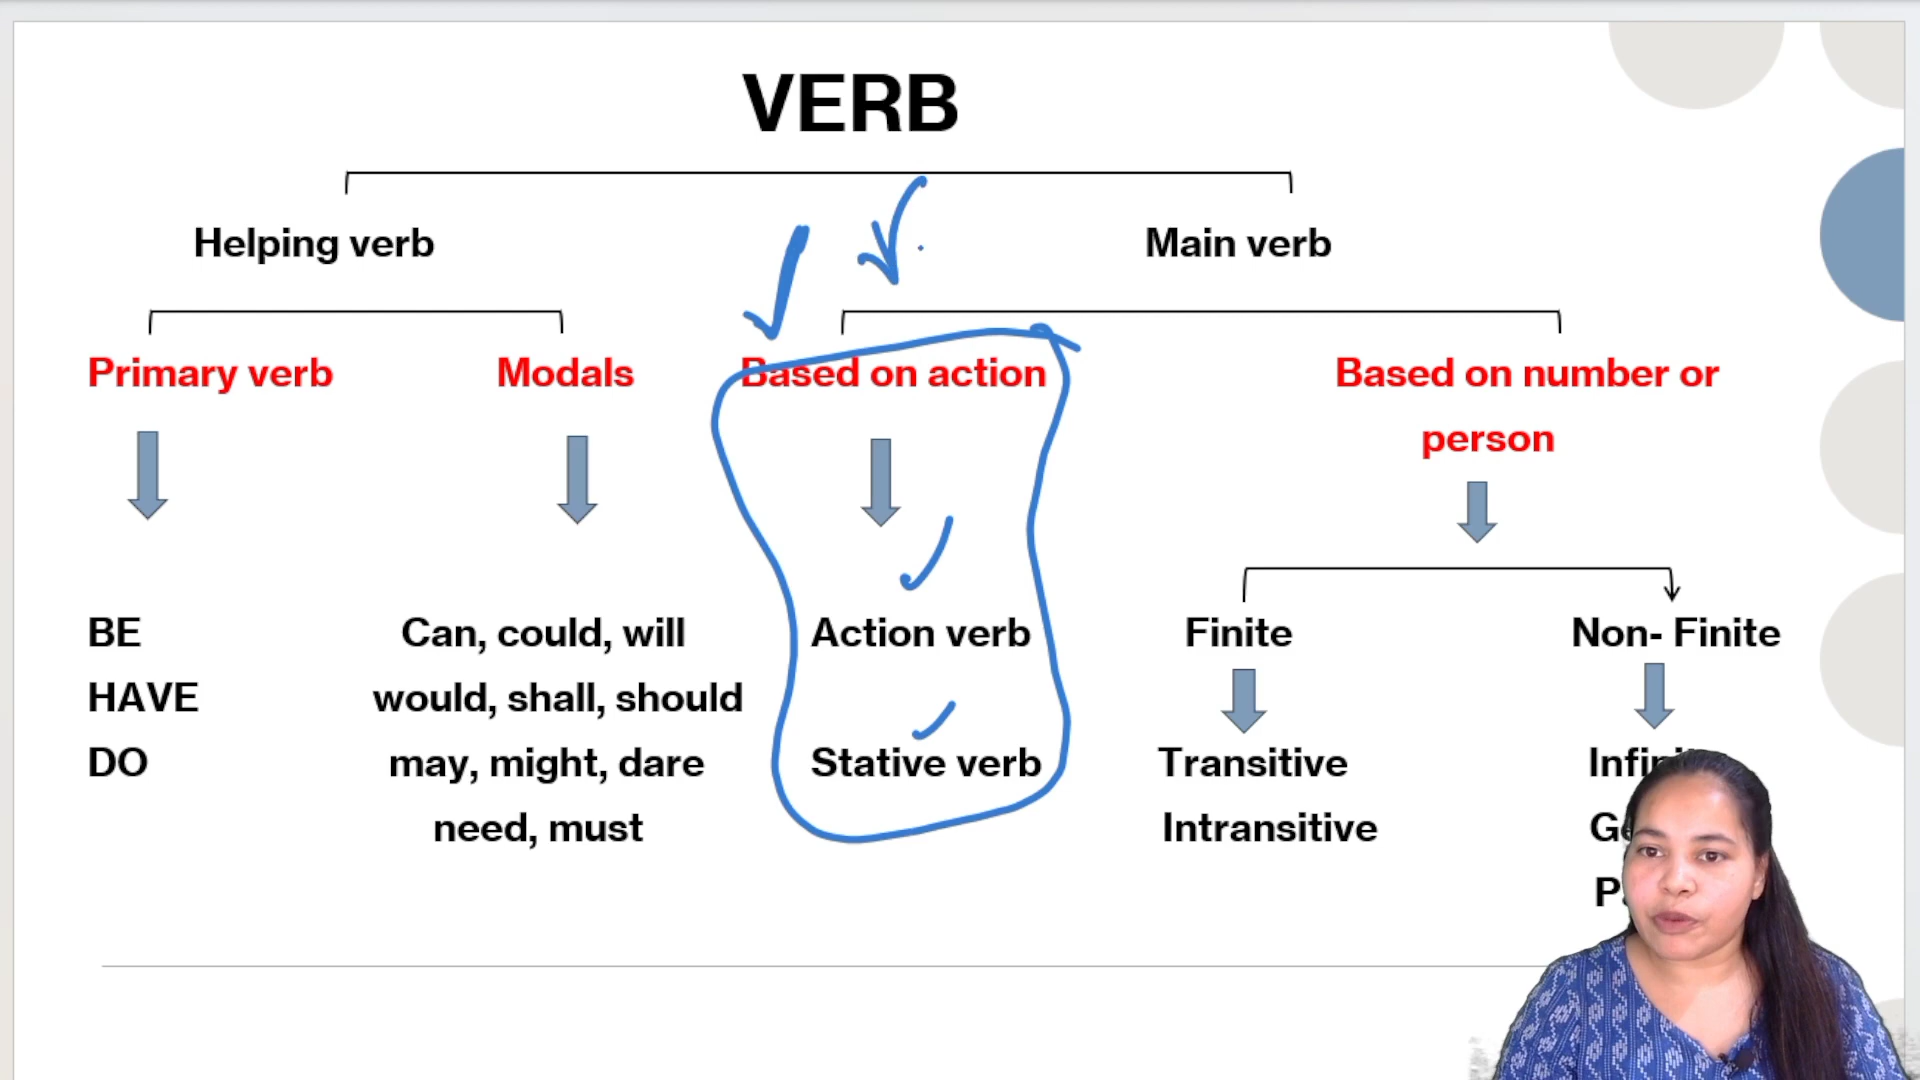 VERB
Helping verb
Main verb
Primary verb
Modals
Based on action
Based on number or
person
BE
HAVE
DO
Can, could, will
would, shall, should
may, might, dare
need, must
Action verb
Stative verb
Finite
Transitive
Intransitive
Non- Finite